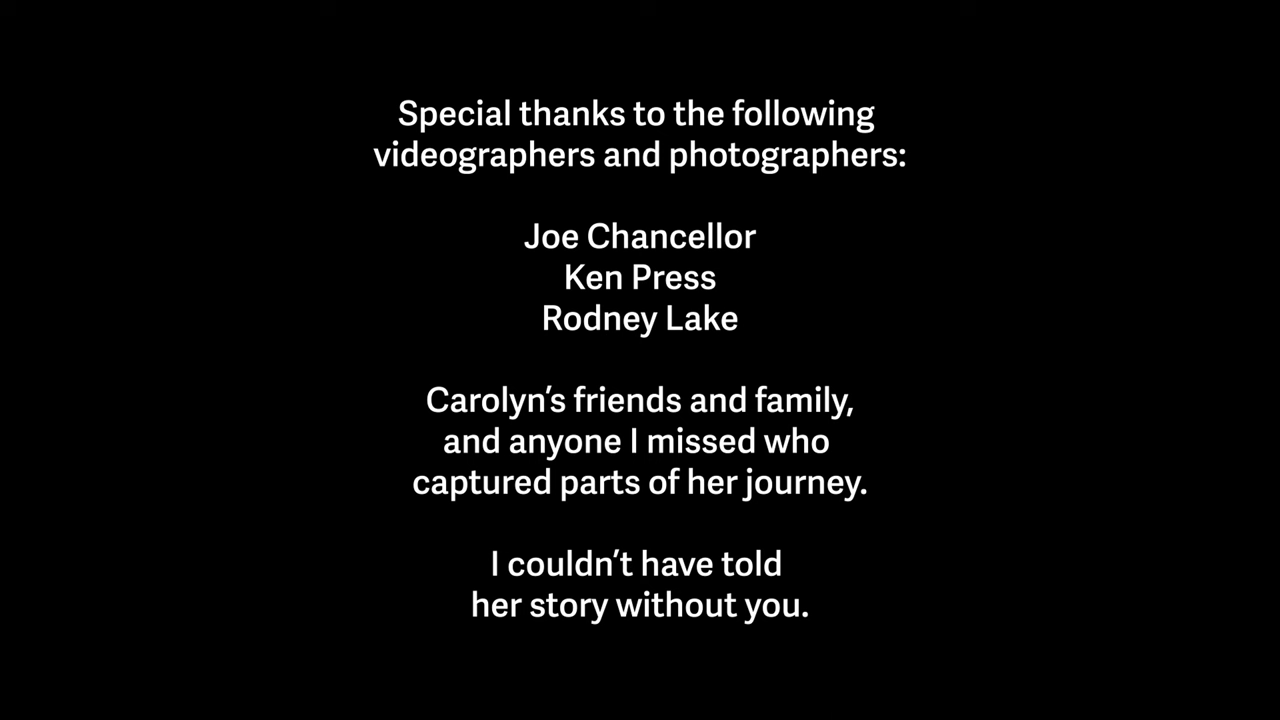 Special thanks to the following
videographers and photographers:
Joe Chancellor
Ken Press
Rodney Lake
Carolyn’s friends and family,
and anyone I missed who
captured parts of her journey.
I couldn’t have told
her story without you.